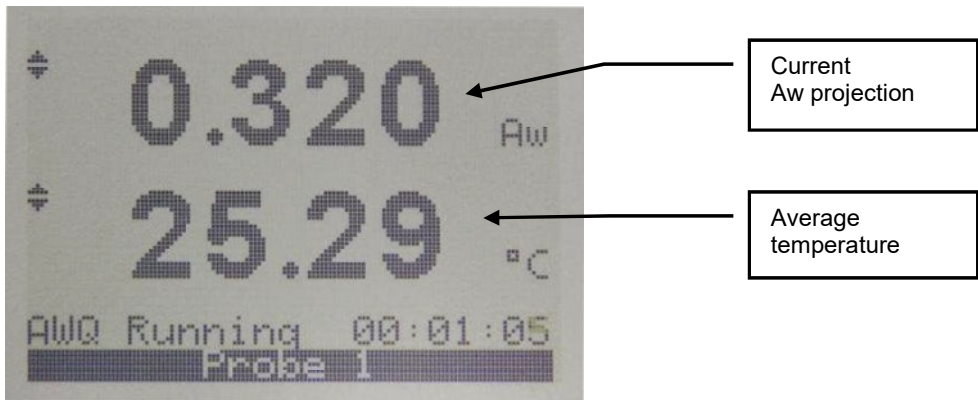 0.320 Aw
Current
Aw projection
25.29 °C
Average
temperature
AWQ Running 00:01:05
Probe 1